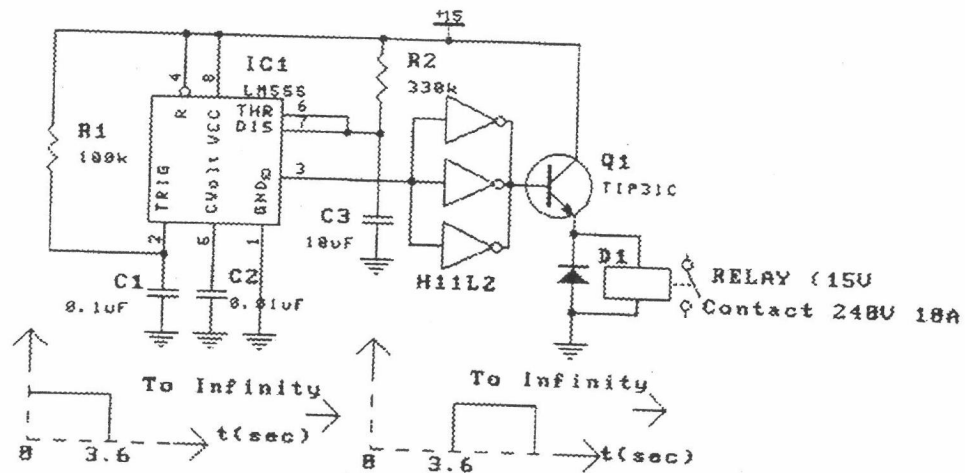 +15
IC1
LM555
4
8
R
VCC
THR
6
DIS
7
R2
330k
R1
100k
TRIG
CVolt
GND
3
2
5
1
C3
10uF
Q1
TIP31C
H11L2
C1
0.1uF
C2
0.01uF
D1
RELAY (15V
Contact 240V 10A
To Infinity
t(sec)
0
3.6
To Infinity
t(sec)
0
3.6